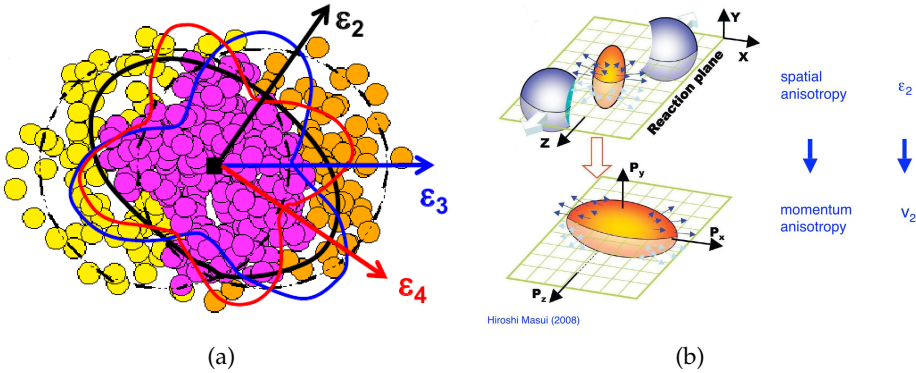 ε2
ε3
ε4
(a)
Y
X
Z
Reaction plane
Py
Px
Pz
Hiroshi Masui (2008)
spatial
anisotropy
ε2
momentum
anisotropy
v2
(b)